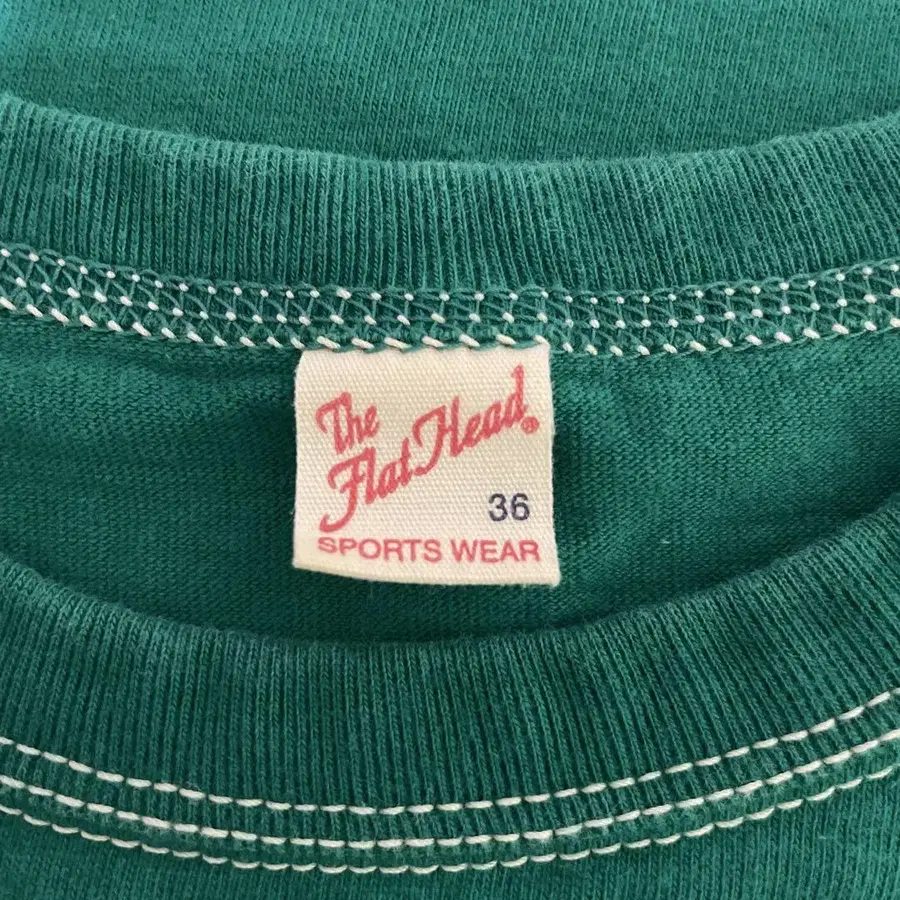 The
Flat Head®
36
SPORTS WEAR